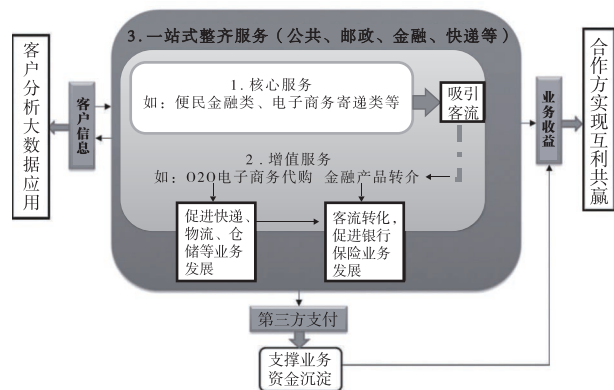 3.一站式整齐服务（公共、邮政、金融、快递等）
客户分析大数据应用
客户信息
1.核心服务
如：便民金融类、电子商务寄递类等
吸引
客流
业务收益
合作方实现互利共赢
2.增值服务
如：O2O电子商务代购 金融产品转介
促进快递、
物流、仓
储等业务
发展
客流转化，
促进银行
保险业务
发展
第三方支付
支撑业务
资金沉淀